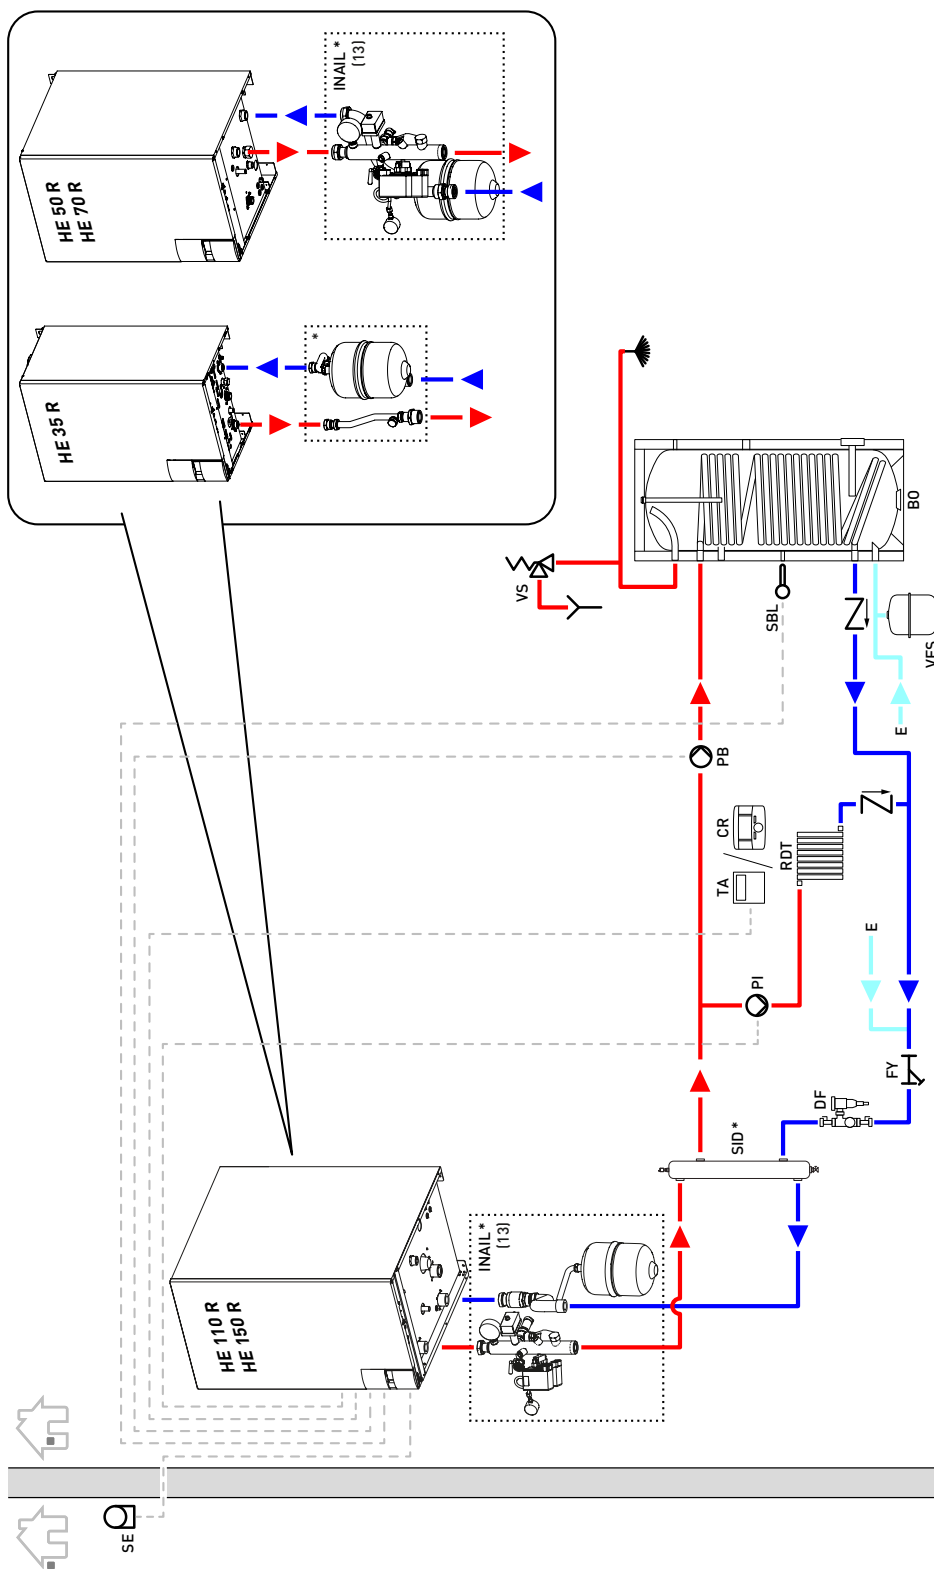 SE
HE 110 R
HE 150 R
INAIL *
(13)
SID *
DF
FY
E
PI
TA
CR
RDT
PB
E
VS
SBL
VES
BO
HE 35 R
*
HE 50 R
HE 70 R
INAIL *
(13)